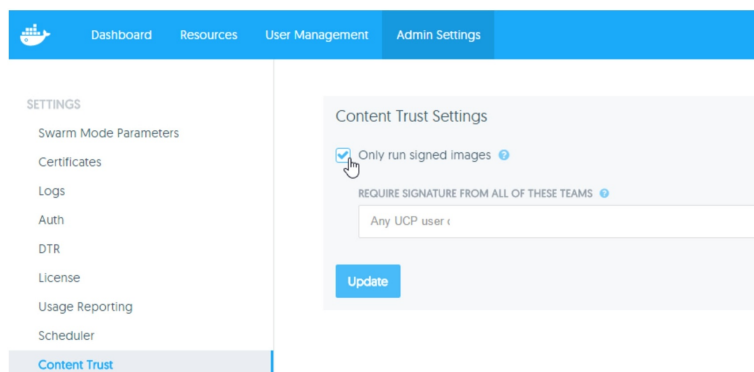 Dashboard Resources User Management Admin Settings
SETTINGS
Swarm Mode Parameters
Certificates
Logs
Auth
DTR
License
Usage Reporting
Scheduler
Content Trust
Content Trust Settings
Only run signed images ?
REQUIRE SIGNATURE FROM ALL OF THESE TEAMS ?
Any UCP user
Update